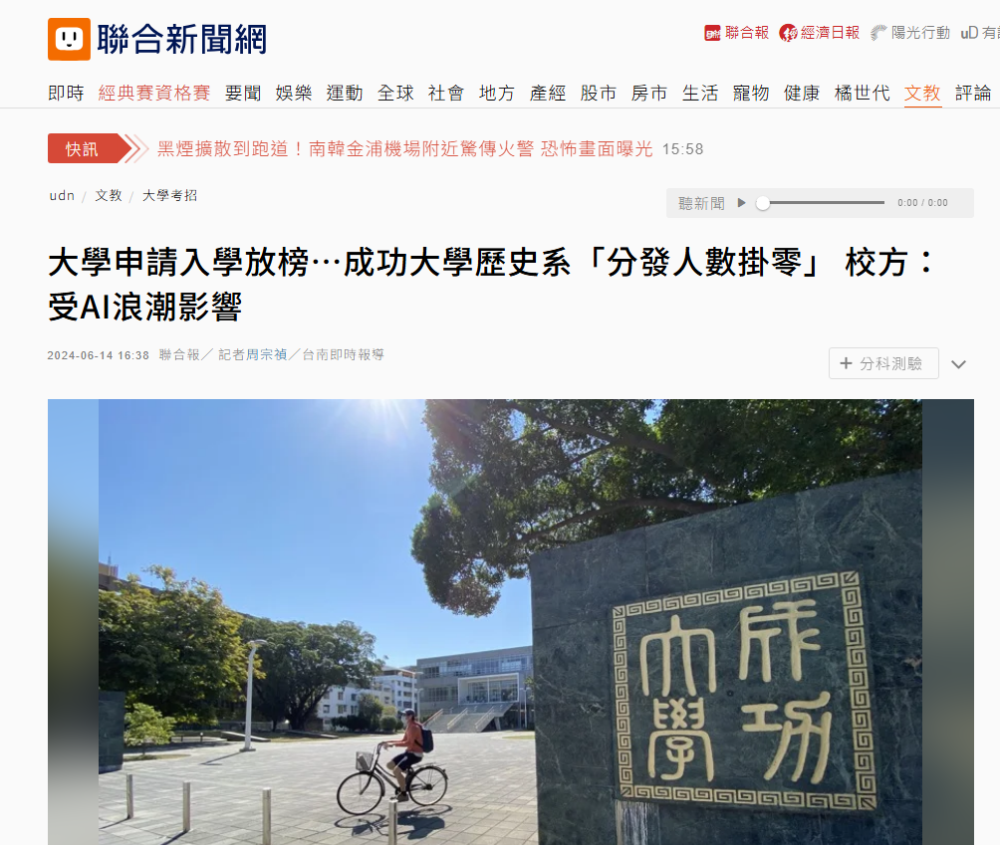 聯合新聞網
聯合報 經濟日報 陽光行動 uD
即時 經典賽資格賽 要聞 娛樂 運動 全球 社會 地方 產經 股市 房市 生活 寵物 健康 橘世代 文教 評論
快訊 黑煙擴散到跑道！南韓金浦機場附近驚傳火警 恐怖畫面曝光 15:58
udn / 文教 / 大學考招
聽新聞 0:00 / 0:00
大學申請入學放榜…成功大學歷史系「分發人數掛零」 校方：
受AI浪潮影響
2024-06-14 16:38 聯合報／ 記者周宗禎／台南即時報導
+ 分科測驗
成功
大學